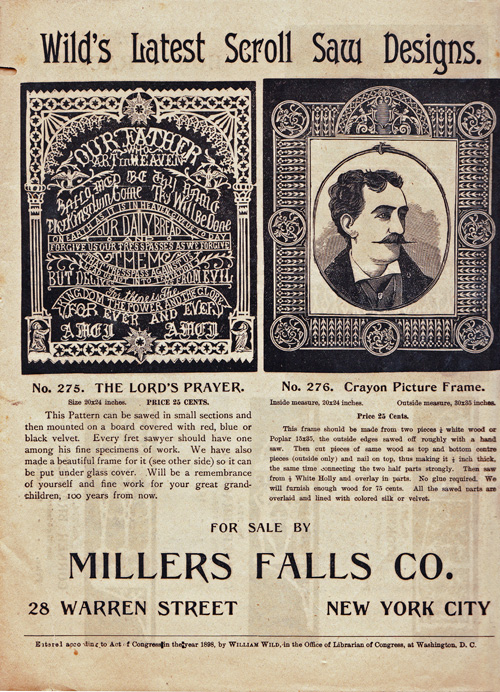 Wild's Latest Scroll Saw Designs.
OUR FATHER
WHO
ART IN HEAVEN
HALLOWED BE THY NAME
THY KINGDOM COME THY WILL BE DONE
ON EARTH AS IT IS IN HEAVEN GIVE US THIS DAY
OUR DAILY BREAD
FORGIVE US OUR TRESSPASSES AS WE FORGIVE
THEM
THAT TRESSPASS AGAINST US
BUT DELIVER US FROM EVIL
KINGDOM THE POWER AND THE GLORY
FOR EVER AND EVER
AMEN AMEN
No. 275. THE LORD'S PRAYER.
Size 20x24 inches. PRICE 25 CENTS.
This Pattern can be sawed in small sections and
then mounted on a board covered with red, blue or
black velvet. Every fret sawyer should have one
among his fine specimens of work. We have also
made a beautiful frame for it (see other side) so it can
be put under glass cover. Will be a remembrance
of yourself and fine work for your great grand-
children, 100 years from now.
No. 276. Crayon Picture Frame.
Inside measure, 20x24 inches. Outside measure, 30x35 inches.
Price 25 Cents.
This frame should be made from two pieces ½ white wood or
Poplar 15x35, the outside edges sawed off roughly with a hand
saw. Then cut pieces of same wood as top and bottom centre
pieces (outside only) and nail on top, thus making it ½ inch thick,
the same time connecting the two half parts strongly. Then saw
from White Holly and overlay in parts. No glue required. We
will furnish enough wood for 75 cents. All the sawed parts are
overlaid and lined with colored silk or velvet.
FOR SALE BY
MILLERS FALLS CO.
28 WARREN STREET NEW YORK CITY
Entered according to Act of Congress in the year 1898, by WILLIAM WILD, in the Office of Librarian of Congress, at Washington, D. C.